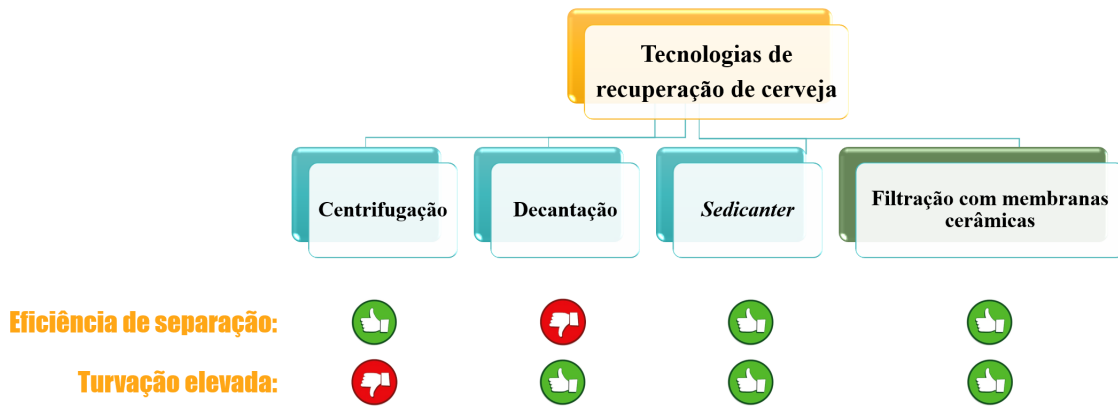 Tecnologias de
recuperação de cerveja
Centrifugação
Decantação
Sedicanter
Filtração com membranas
cerâmicas
Eficiência de separação:
Turvação elevada: